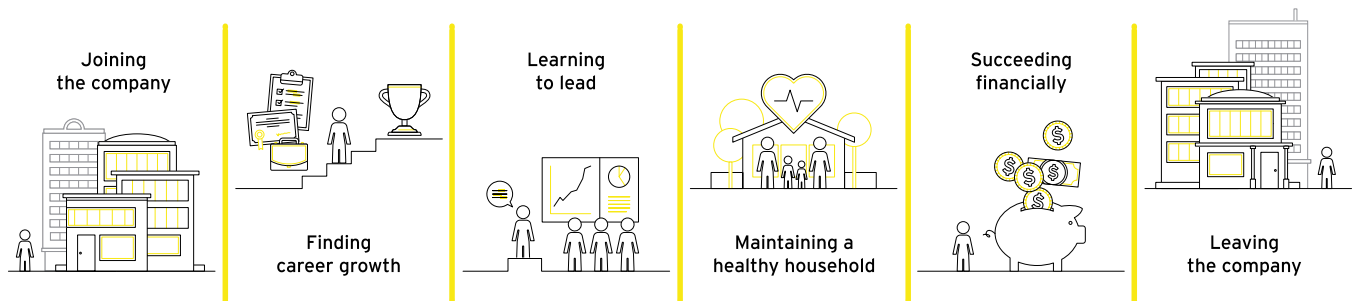 Joining
the company
Finding
career growth
Learning
to lead
Maintaining a
healthy household
Succeeding
financially
$
$
$
$
$
Leaving
the company